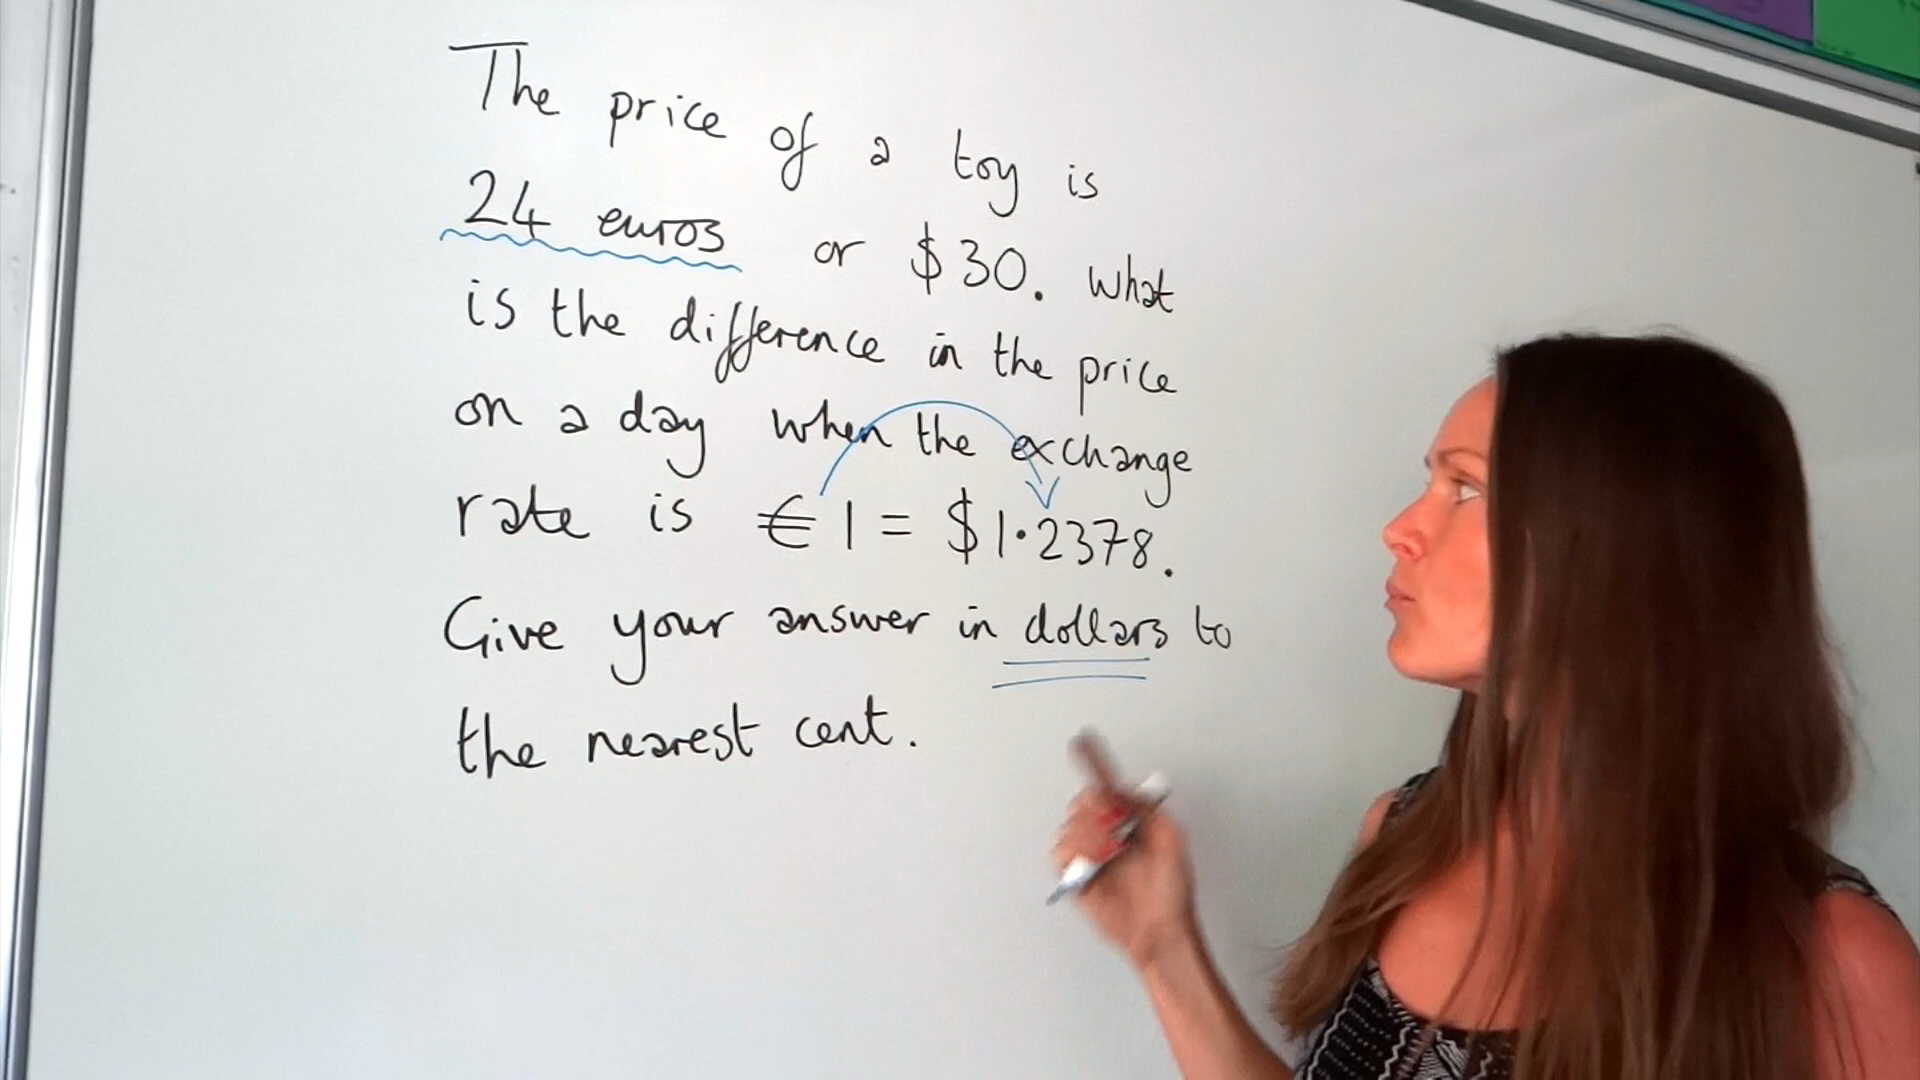 The price of a toy is
24 euros or $30. What
is the difference in the price
on a day when the exchange
rate is €1 = $1.2378.
Give your answer in dollars to
the nearest cent.